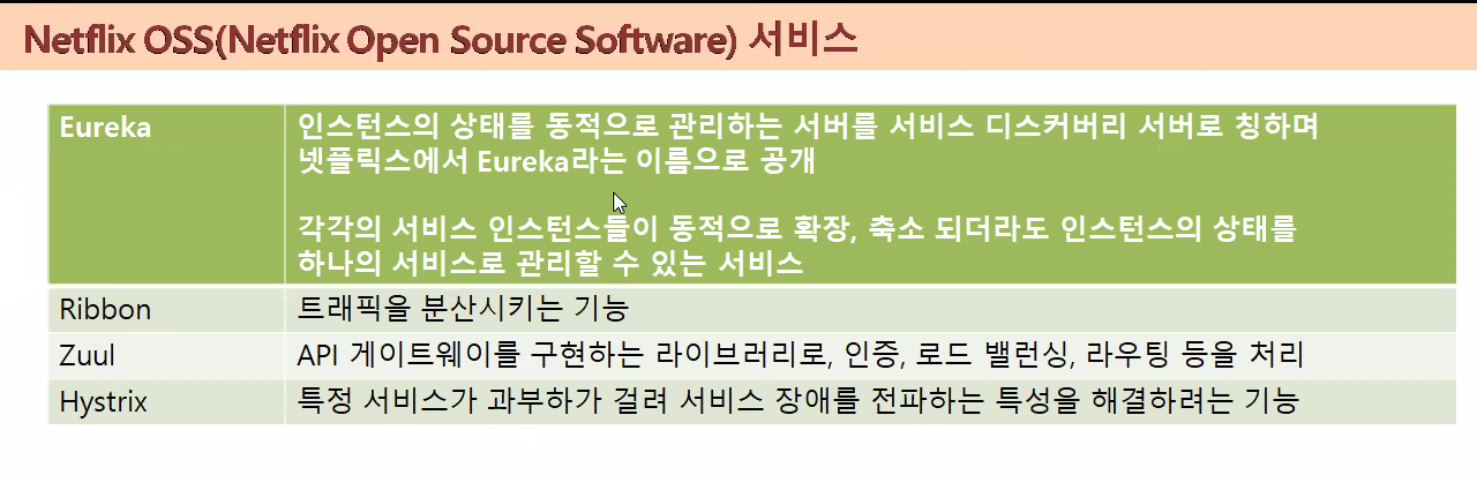 Netflix OSS(Netflix Open Source Software) 서비스
Eureka
인스턴스의 상태를 동적으로 관리하는 서버를 서비스 디스커버리 서버로 칭하며
넷플릭스에서 Eureka라는 이름으로 공개
각각의 서비스 인스턴스들이 동적으로 확장, 축소 되더라도 인스턴스의 상태를
하나의 서비스로 관리할 수 있는 서비스
Ribbon
트래픽을 분산시키는 기능
Zuul
API 게이트웨이를 구현하는 라이브러리로, 인증, 로드 밸런싱, 라우팅 등을 처리
Hystrix
특정 서비스가 과부하가 걸려 서비스 장애를 전파하는 특성을 해결하려는 기능